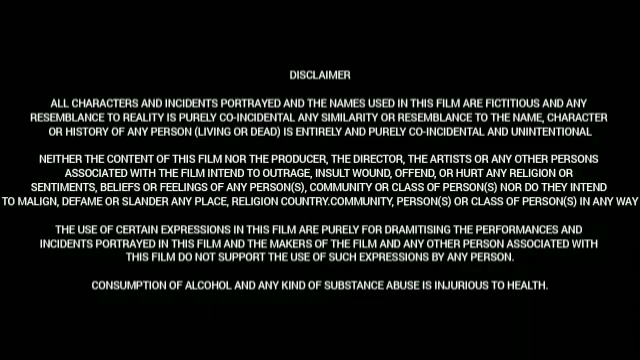 DISCLAIMER
ALL CHARACTERS AND INCIDENTS PORTRAYED AND THE NAMES USED IN THIS FILM ARE FICTITIOUS AND ANY
RESEMBLANCE TO REALITY IS PURELY CO-INCIDENTAL ANY SIMILARITY OR RESEMBLANCE TO THE NAME, CHARACTER
OR HISTORY OF ANY PERSON (LIVING OR DEAD) IS ENTIRELY AND PURELY CO-INCIDENTAL AND UNINTENTIONAL
NEITHER THE CONTENT OF THIS FILM NOR THE PRODUCER, THE DIRECTOR, THE ARTISTS OR ANY OTHER PERSONS
ASSOCIATED WITH THE FILM INTEND TO OUTRAGE, INSULT WOUND, OFFEND, OR HURT ANY RELIGION OR
SENTIMENTS, BELIEFS OR FEELINGS OF ANY PERSON(S), COMMUNITY OR CLASS OF PERSON(S) NOR DO THEY INTEND
TO MALIGN, DEFAME OR SLANDER ANY PLACE, RELIGION COUNTRY.COMMUNITY, PERSON(S) OR CLASS OF PERSON(S) IN ANY WAY
THE USE OF CERTAIN EXPRESSIONS IN THIS FILM ARE PURELY FOR DRAMITISING THE PERFORMANCES AND
INCIDENTS PORTRAYED IN THIS FILM AND THE MAKERS OF THE FILM AND ANY OTHER PERSON ASSOCIATED WITH
THIS FILM DO NOT SUPPORT THE USE OF SUCH EXPRESSIONS BY ANY PERSON.
CONSUMPTION OF ALCOHOL AND ANY KIND OF SUBSTANCE ABUSE IS INJURIOUS TO HEALTH.